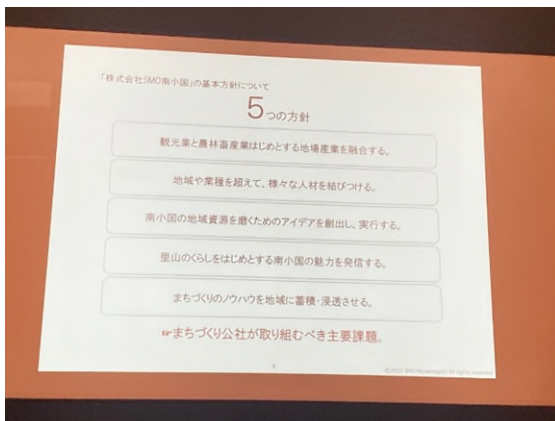 「株式会社SMO南小国」の基本方針について
5つの方針
観光業と農林畜産業はじめとする地場産業を融合する。
地域や業種を超えて、様々な人材を結びつける。
南小国の地域資源を磨くためのアイデアを創出し、実行する。
里山のくらしをはじめとする南小国の魅力を発信する。
まちづくりのノウハウを地域に蓄積・浸透させる。
☞まちづくり公社が取り組むべき主要課題。
SMO
All rights reserved